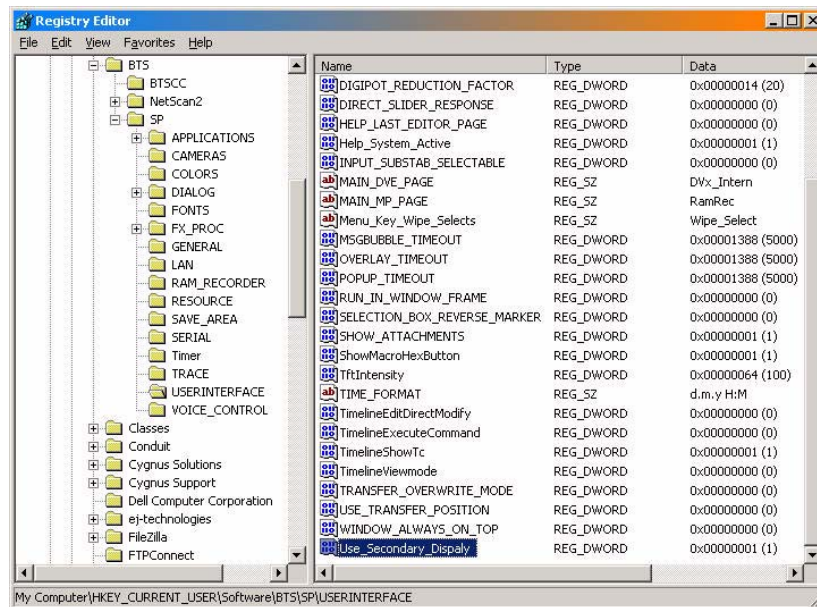 Registry Editor
File Edit View Favorites Help
BTS
BTSCC
NetScan2
SP
APPLICATIONS
CAMERAS
COLORS
DIALOG
FONTS
FX_PROC
GENERAL
LAN
RAM_RECORDER
RESOURCE
SAVE_AREA
SERIAL
Timer
TRACE
USERINTERFACE
VOICE_CONTROL
Classes
Conduit
Cygnus Solutions
Cygnus Support
Dell Computer Corporation
ej-technologies
FileZilla
FTPConnect
Name Type Data
DIGIPOT_REDUCTION_FACTOR REG_DWORD 0x00000014 (20)
DIRECT_SLIDER_RESPONSE REG_DWORD 0x00000000 (0)
HELP_LAST_EDITOR_PAGE REG_DWORD 0x00000000 (0)
Help_System_Active REG_DWORD 0x00000001 (1)
INPUT_SUBSTAB_SELECTABLE REG_DWORD 0x00000000 (0)
MAIN_DVE_PAGE REG_SZ DVx_Intern
MAIN_MP_PAGE REG_SZ RamRec
Menu_Key_Wipe_Selects REG_SZ Wipe_Select
MSGBUBBLE_TIMEOUT REG_DWORD 0x00001388 (5000)
OVERLAY_TIMEOUT REG_DWORD 0x00001388 (5000)
POPUP_TIMEOUT REG_DWORD 0x00001388 (5000)
RUN_IN_WINDOW_FRAME REG_DWORD 0x00000000 (0)
SELECTION_BOX_REVERSE_MARKER REG_DWORD 0x00000000 (0)
SHOW_ATTACHMENTS REG_DWORD 0x00000001 (1)
ShowMacroHexButton REG_DWORD 0x00000001 (1)
TftIntensity REG_DWORD 0x00000064 (100)
TIME_FORMAT REG_SZ d.m.y H:M
TimelineEditDirectModify REG_DWORD 0x00000000 (0)
TimelineExecuteCommand REG_DWORD 0x00000000 (0)
TimelineShowTc REG_DWORD 0x00000001 (1)
TimelineViewmode REG_DWORD 0x00000000 (0)
TRANSFER_OVERWRITE_MODE REG_DWORD 0x00000000 (0)
USE_TRANSFER_POSITION REG_DWORD 0x00000000 (0)
WINDOW_ALWAYS_ON_TOP REG_DWORD 0x00000000 (0)
Use_Secondary_Dispaly REG_DWORD 0x00000001 (1)
My Computer\HKEY_CURRENT_USER\Software\BTS\SP\USERINTERFACE